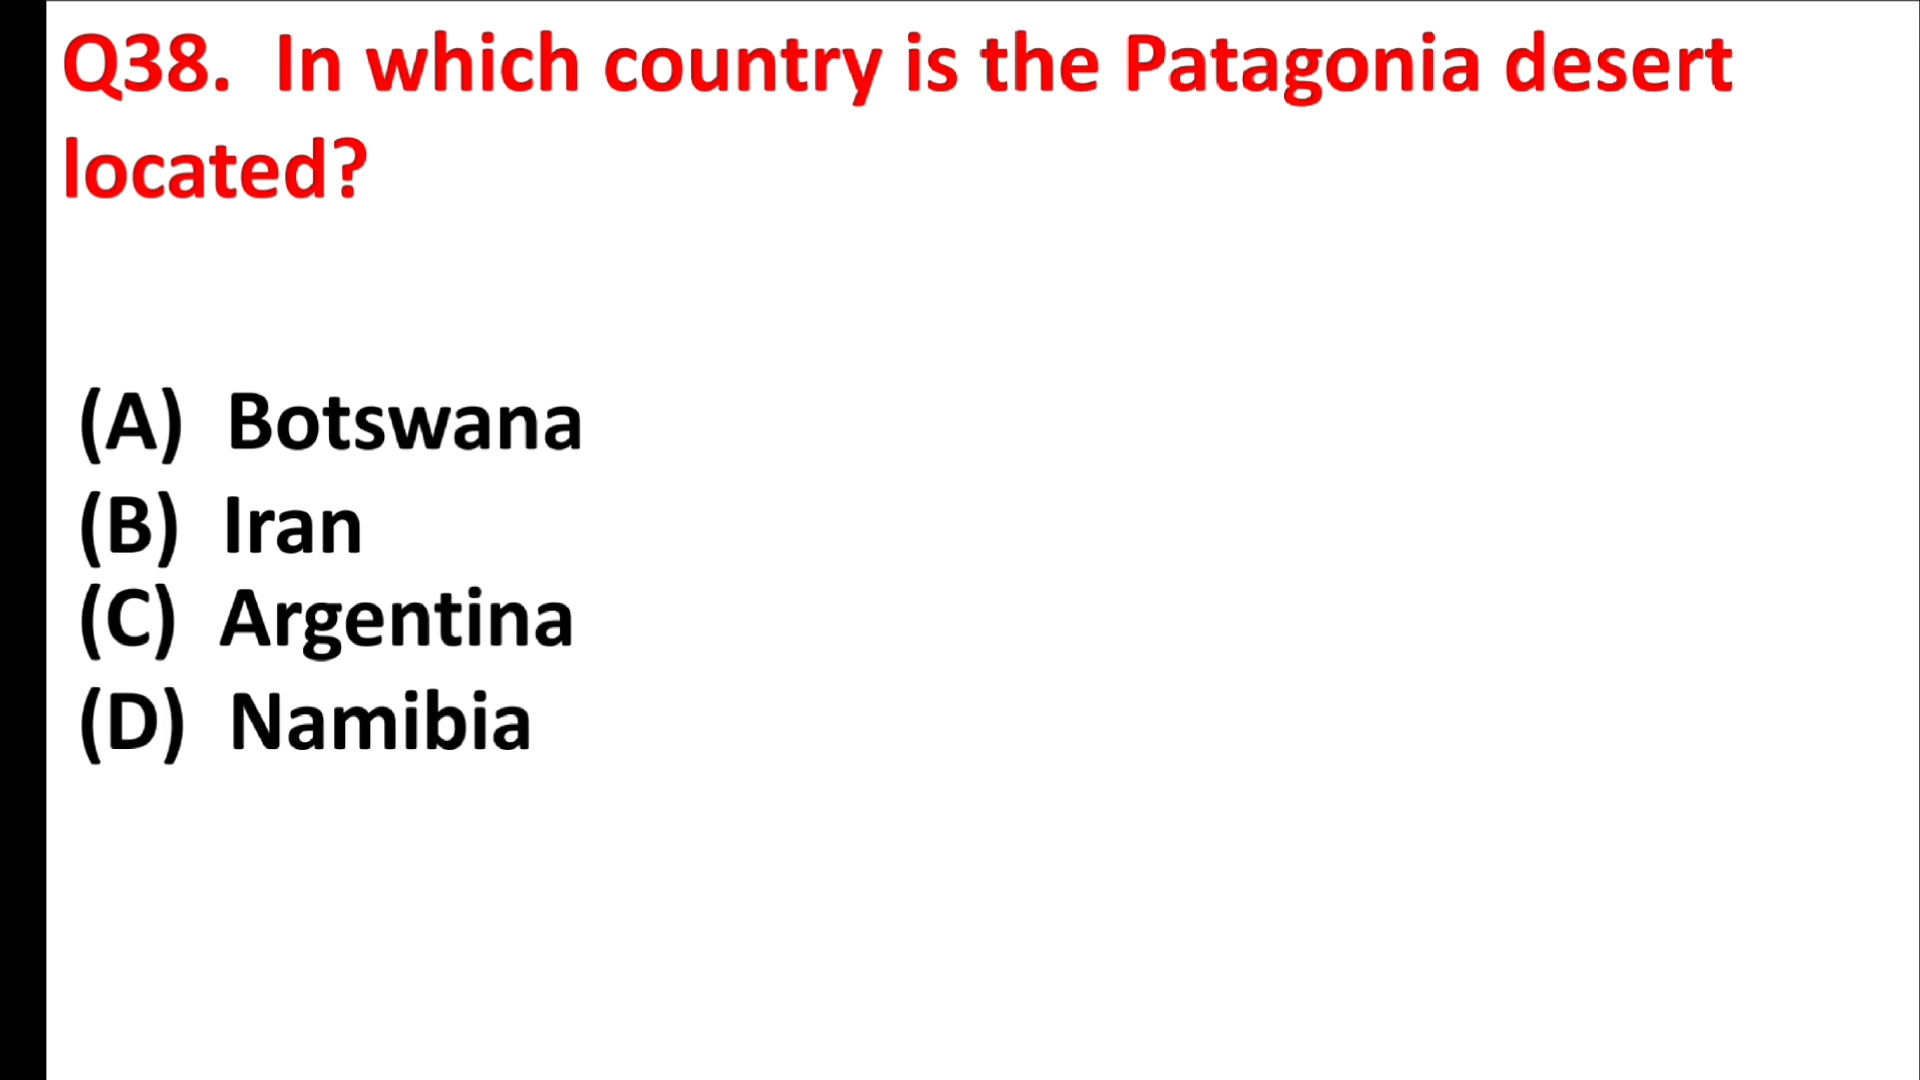 Q38.  In which country is the Patagonia desert
located?
(A)  Botswana
(B)  Iran
(C)  Argentina
(D)  Namibia